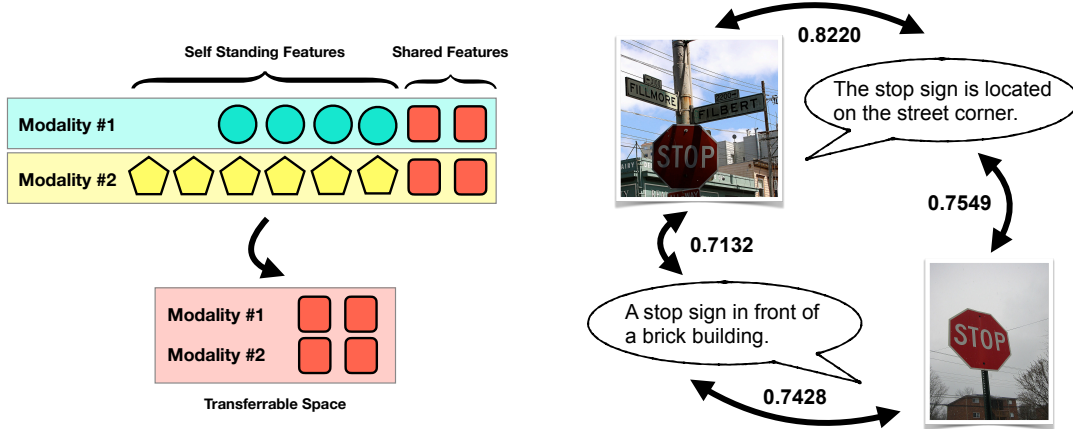 Self Standing Features
Shared Features
Modality #1
Modality #2
Modality #1
Modality #2
Transferrable Space
0.8220
FILLMORE
FILBERT
STOP
The stop sign is located
on the street corner.
0.7549
0.7132
A stop sign in front of
a brick building.
STOP
0.7428